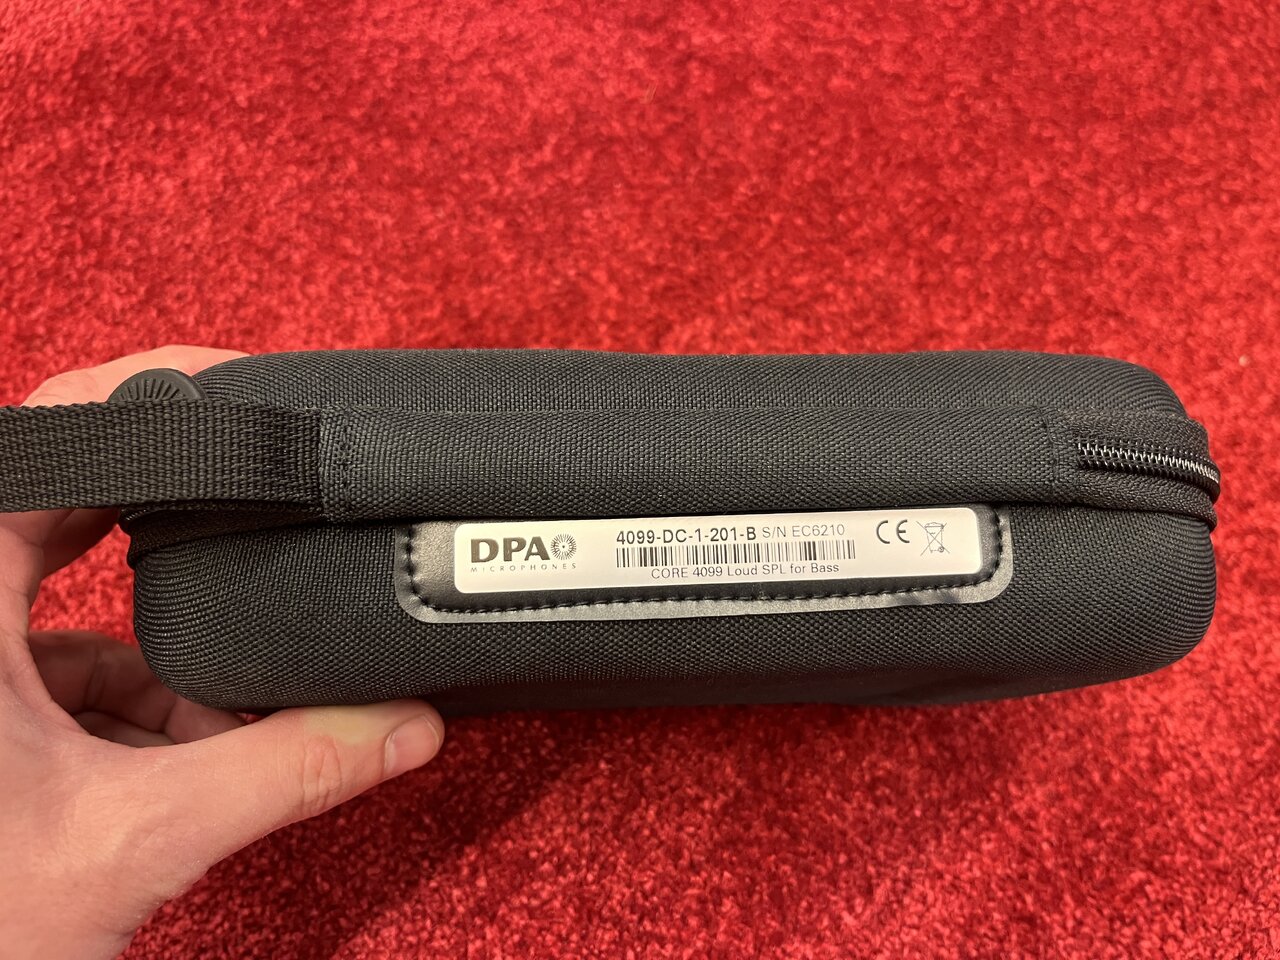 DPA
MICROPHONES
4099-DC-1-201-B S/N EC6210
CORE 4099 Loud SPL for Bass
CE